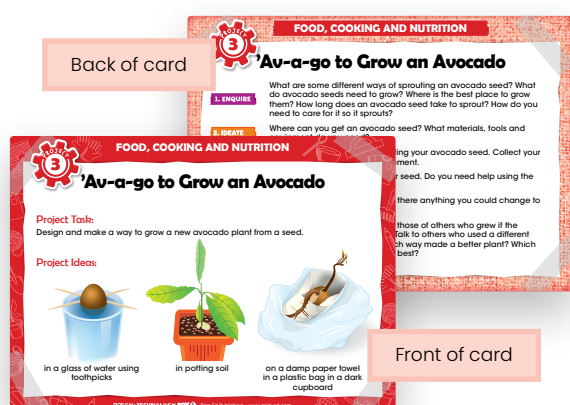 Back of card
PROJECT
3
FOOD, COOKING AND NUTRITION
'Av-a-go to Grow an Avocado
1. ENQUIRE
What are some different ways of sprouting an avocado seed? What
do avocado seeds need to grow? Where is the best place to grow
them? How long does an avocado seed take to sprout? How do you
need to care for it so it sprouts?
2. IDEATE
Where can you get an avocado seed? What materials, tools and
ing your avocado seed. Collect your
ment.
r seed. Do you need help using the
there anything you could change to
those of others who grew it the
Talk to others who used a different
ch way made a better plant? Which
best?
PROJECT
3
FOOD, COOKING AND NUTRITION
'Av-a-go to Grow an Avocado
Project Task:
Design and make a way to grow a new avocado plant from a seed.
Project Ideas:
in a glass of water using
toothpicks
in potting soil
on a damp paper towel
in a plastic bag in a dark
cupboard
Front of card